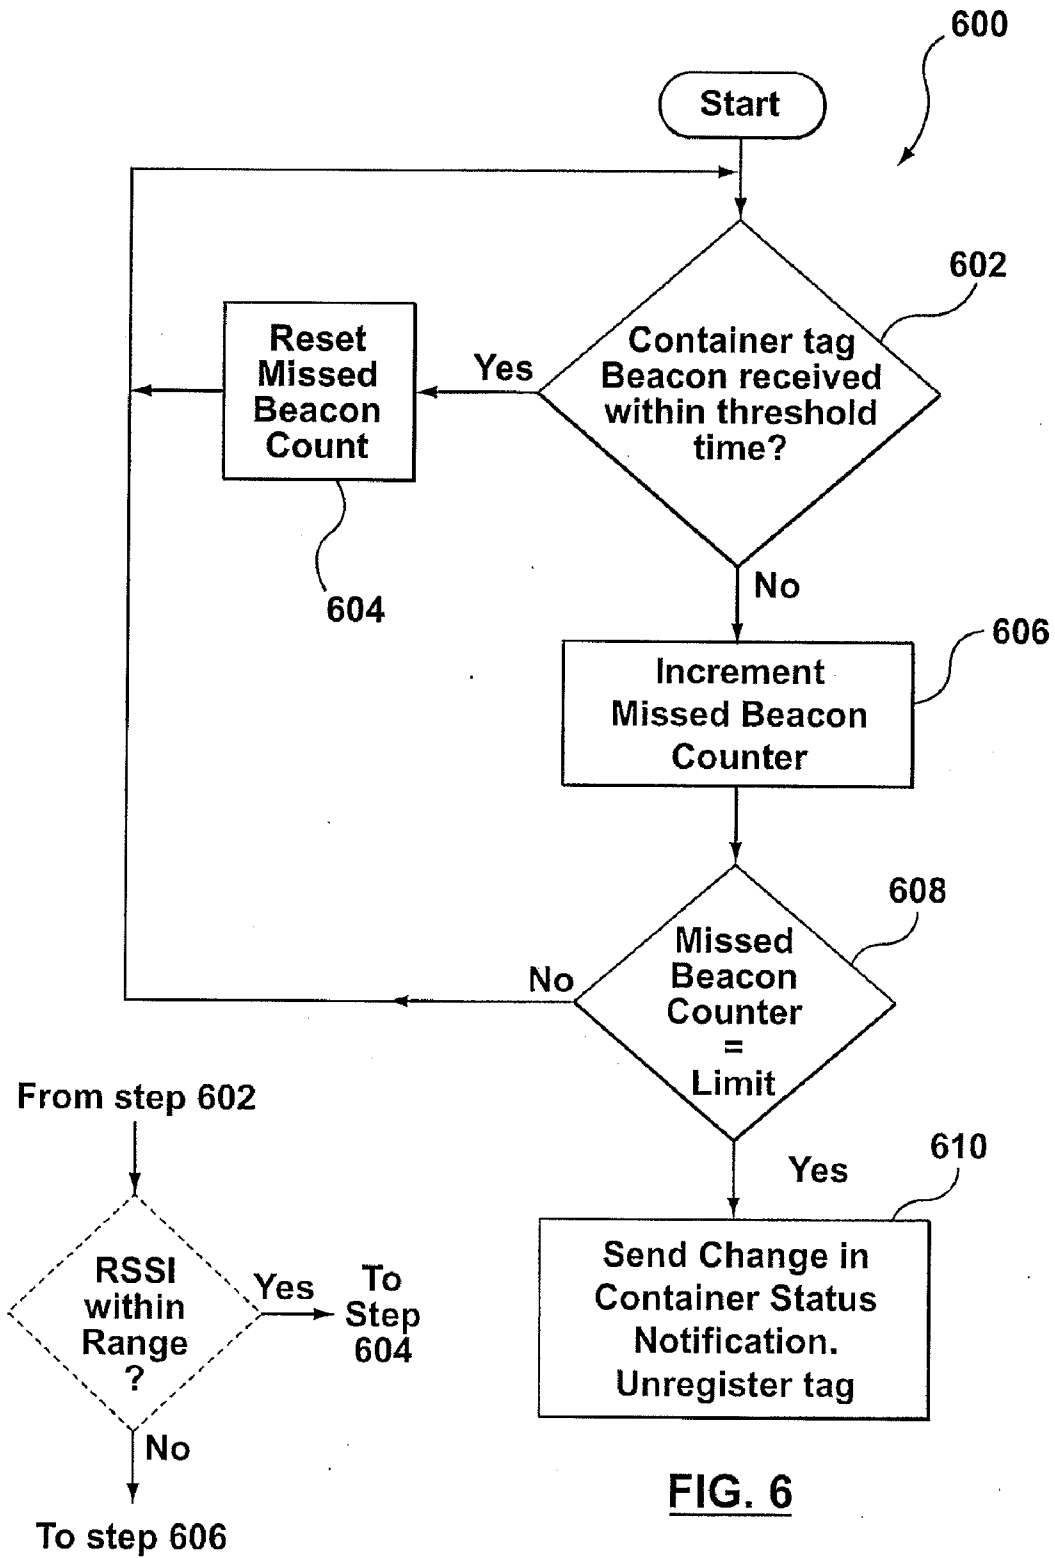 600
Start
602
Container tag
Beacon received
within threshold
time?
Yes
Reset
Missed
Beacon
Count
604
No
606
Increment
Missed Beacon
Counter
608
Missed
Beacon
Counter
=
Limit
No
Yes
610
Send Change in
Container Status
Notification.
Unregister tag
From step 602
RSSI
within
Range
?
Yes
To
Step
604
No
To step 606
FIG. 6